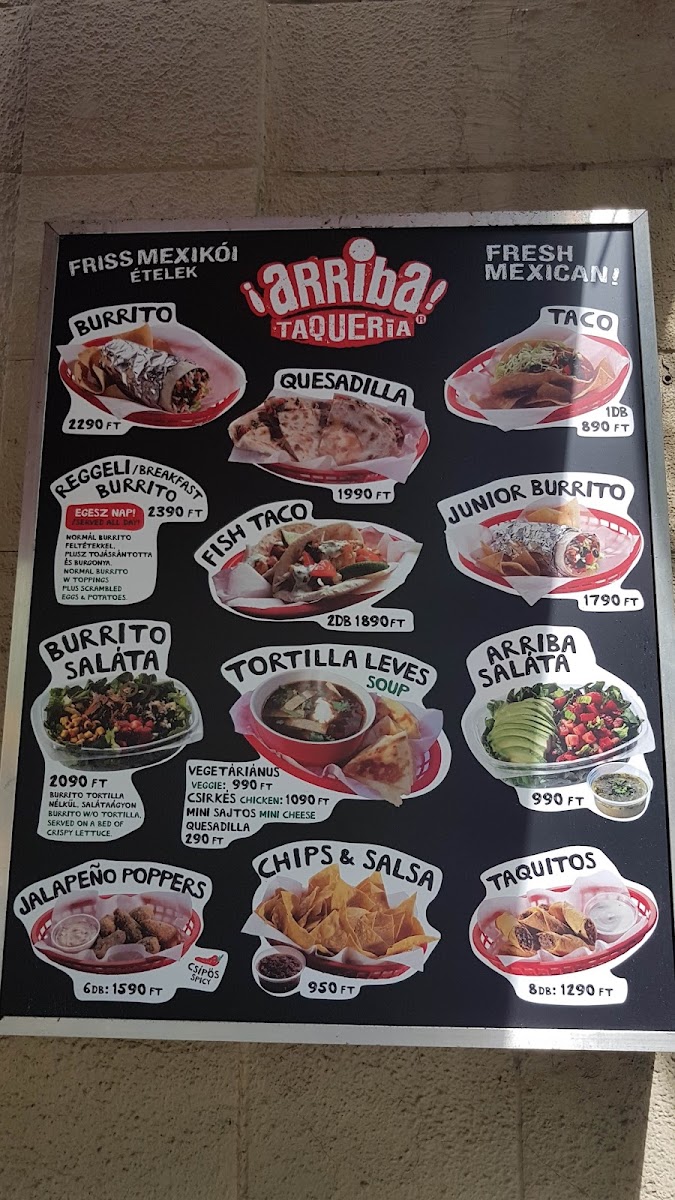 FRISS MEXIKÓI
ÉTELEK
¡ARRIBA!
TAQUERIA®
FRESH
MEXICAN!
BURRITO
2290 FT
QUESADILLA
1990 FT
TACO
1DB
890 FT
REGGELI/BREAKFAST
BURRITO
EGESZ NAP!
/SERVED ALL DAY!
2390 FT
NORMÁL BURRITO
FELTÉTEKKEL,
PLUSZ TOJÁSRÁNTOTTA
ÉS BURGONYA.
NORMAL BURRITO
W TOPPINGS
PLUS SCRAMBLED
EGGS & POTATOES.
FISH TACO
2DB 1890 FT
JUNIOR BURRITO
1790 FT
BURRITO
SALÁTA
2090 FT
BURRITO TORTILLA
NÉLKÜL, SALÁTAÁGYON
BURRITO W/O TORTILLA,
SERVED ON A BED OF
CRISPY LETTUCE.
TORTILLA LEVES
SOUP
VEGETÁRIÁNUS
VEGGIE: 990 FT
CSIRKÉS CHICKEN: 1090 FT
MINI SAJTOS MINI CHEESE
QUESADILLA
290 FT
ARRIBA
SALÁTA
990 FT
JALAPEÑO POPPERS
CSÍPŐS
SPICY
6DB: 1590 FT
CHIPS & SALSA
950 FT
TAQUITOS
8DB: 1290 FT